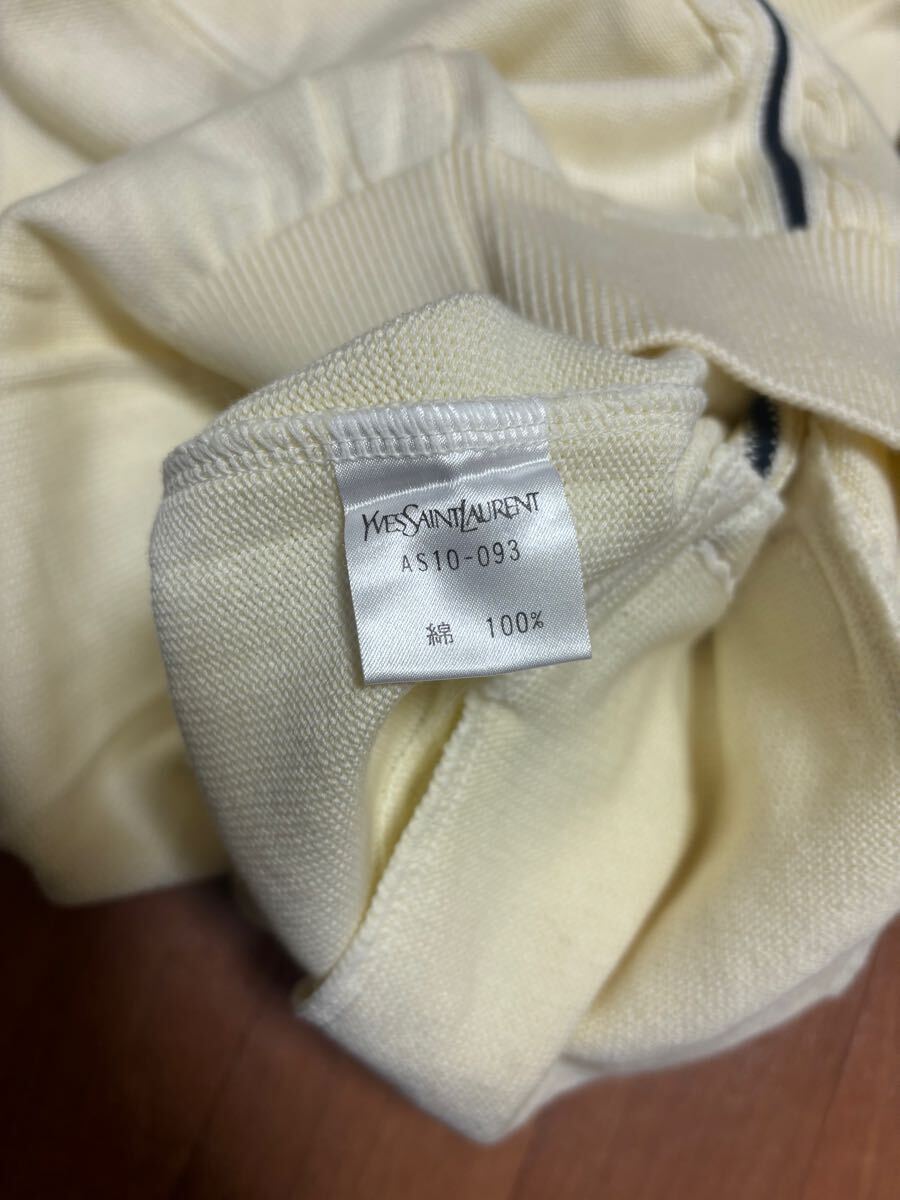 YVESSAINTLAURENT
AS10-093
綿 100%